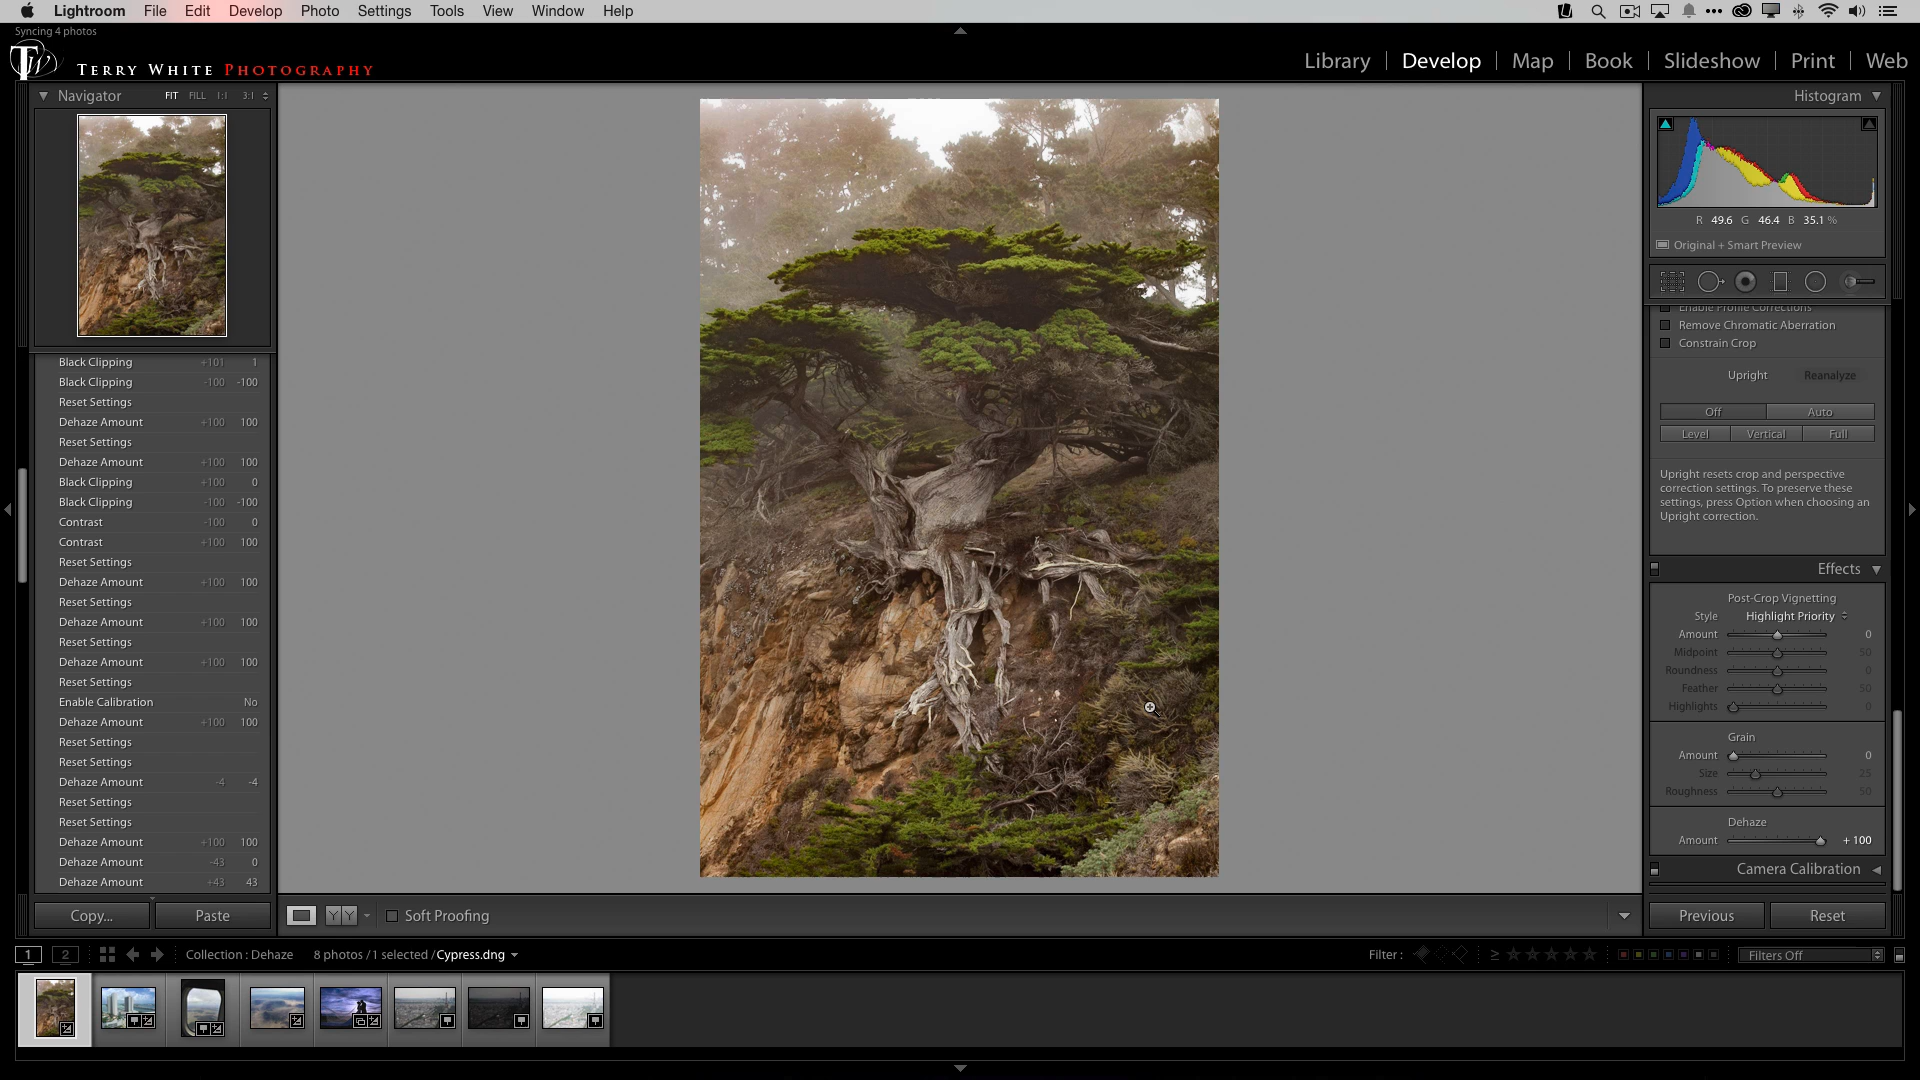 Lightroom File Edit Develop Photo Settings Tools View Window Help
Syncing 4 photos
TW TERRY WHITE PHOTOGRAPHY
Library | Develop | Map | Book | Slideshow | Print | Web
Navigator FIT FILL 1:1 3:1
Black Clipping +101 1
Black Clipping -100 -100
Reset Settings
Dehaze Amount +100 100
Reset Settings
Dehaze Amount +100 100
Black Clipping +100 0
Black Clipping -100 -100
Contrast -100 0
Contrast +100 100
Reset Settings
Dehaze Amount +100 100
Reset Settings
Dehaze Amount +100 100
Reset Settings
Dehaze Amount +100 100
Reset Settings
Enable Calibration No
Dehaze Amount +100 100
Reset Settings
Reset Settings
Dehaze Amount -4 -4
Reset Settings
Reset Settings
Dehaze Amount +100 100
Dehaze Amount -43 0
Dehaze Amount +43 43
Copy... Paste
Histogram
R 49.6 G 46.4 B 35.1 %
Original + Smart Preview
Enable Profile Corrections
Remove Chromatic Aberration
Constrain Crop
Upright Reanalyze
Off Auto
Level Vertical Full
Upright resets crop and perspective
correction settings. To preserve these
settings, press Option when choosing an
Upright correction.
Effects
Post-Crop Vignetting
Style Highlight Priority
Amount 0
Midpoint 50
Roundness 0
Feather 50
Highlights 0
Grain
Amount 0
Size 25
Roughness 50
Dehaze
Amount + 100
Camera Calibration
Previous Reset
YY Soft Proofing
1 2 Collection : Dehaze 8 photos / 1 selected / Cypress.dng Filter : ≥ Filters Off